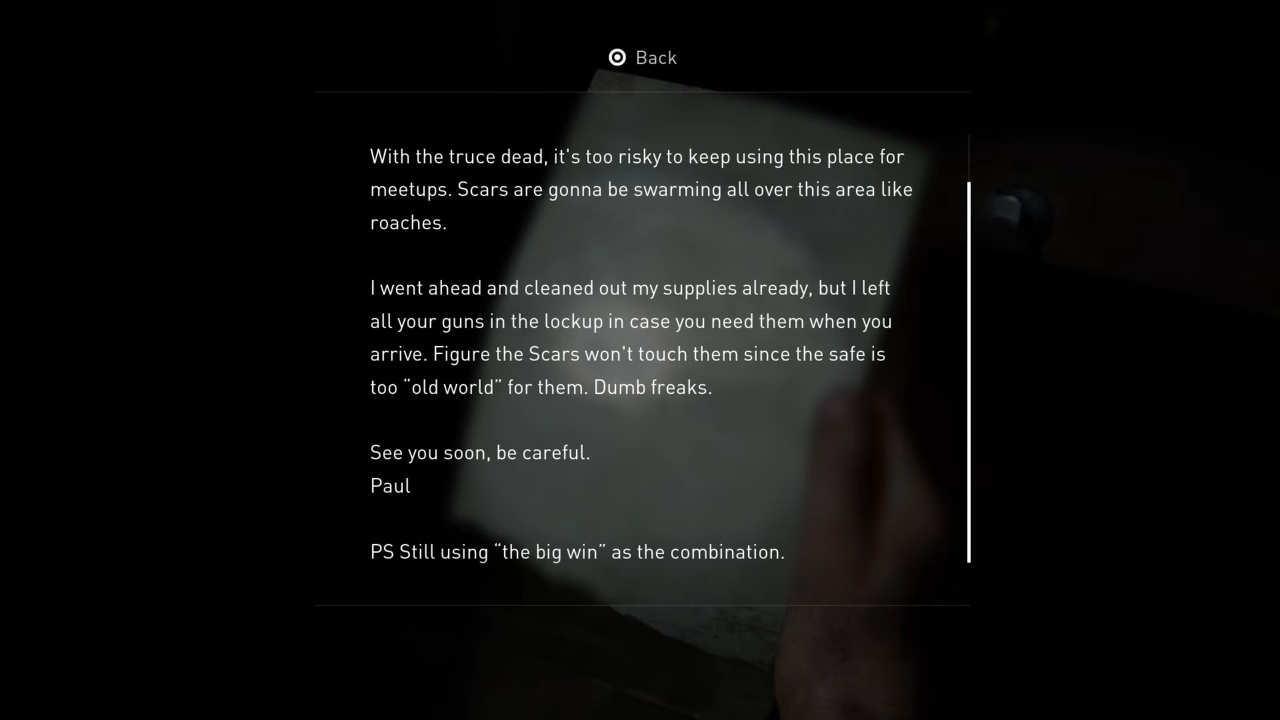 Back
With the truce dead, it's too risky to keep using this place for
meetups. Scars are gonna be swarming all over this area like
roaches.
I went ahead and cleaned out my supplies already, but I left
all your guns in the lockup in case you need them when you
arrive. Figure the Scars won't touch them since the safe is
too “old world” for them. Dumb freaks.
See you soon, be careful.
Paul
PS Still using “the big win” as the combination.